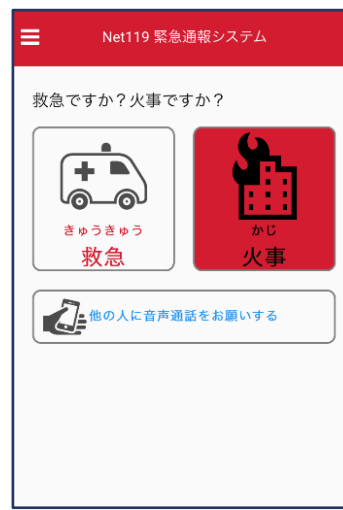 Net119 緊急通報システム
救急ですか？火事ですか？
きゅうきゅう
救急
かじ
火事
他の人に音声通話をお願いする